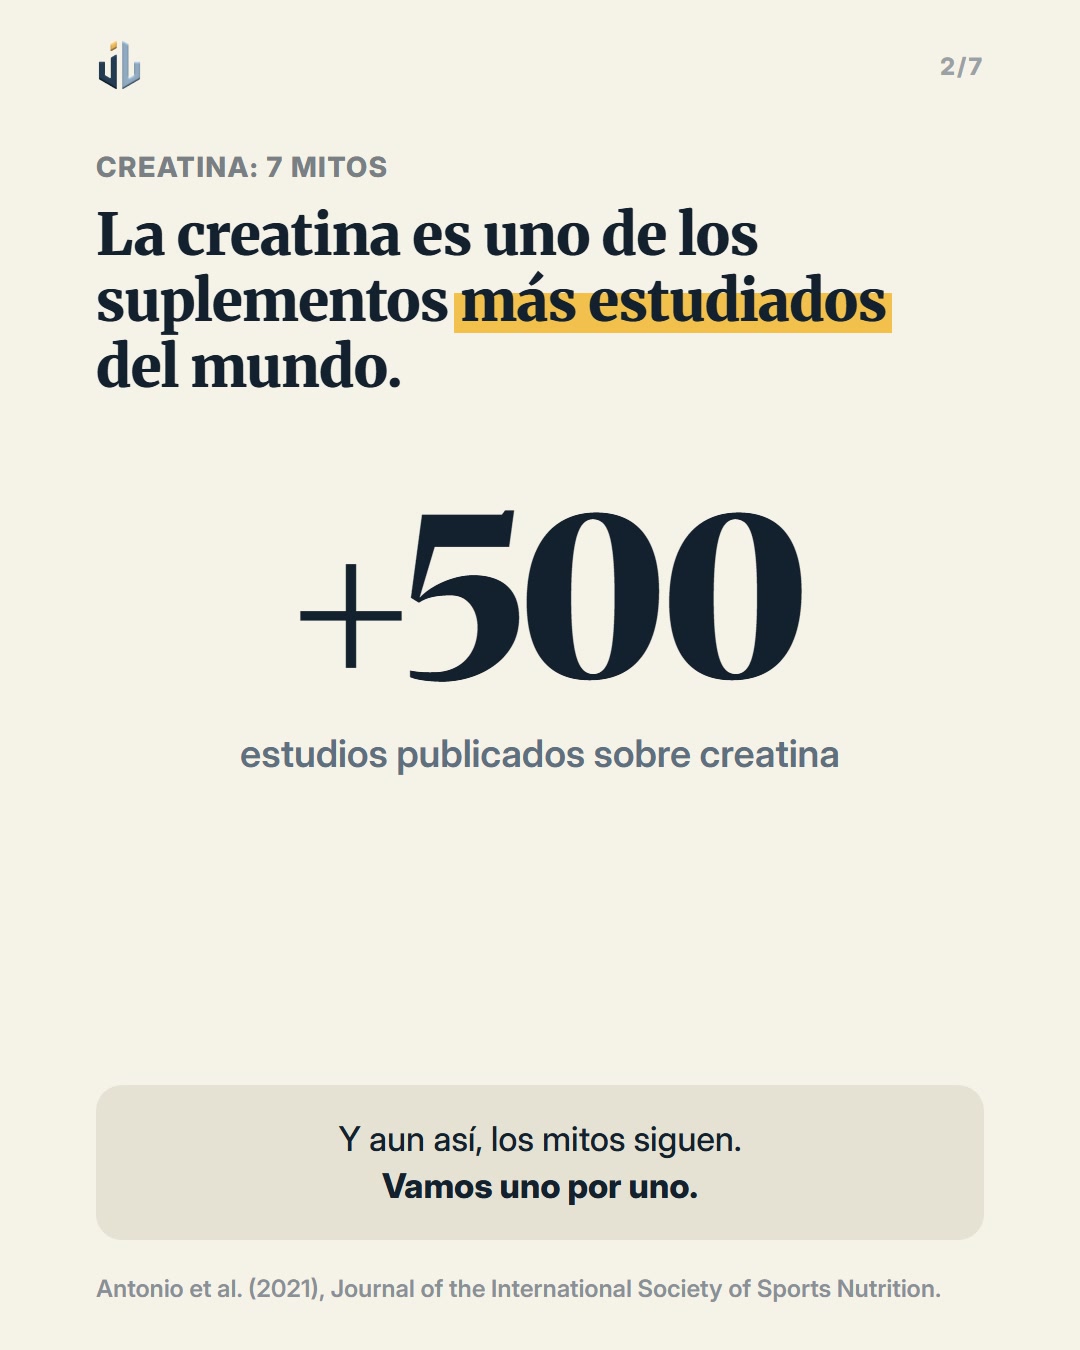 2/7
CREATINA: 7 MITOS
La creatina es uno de los
suplementos más estudiados
del mundo.
+500
estudios publicados sobre creatina
Y aun así, los mitos siguen.
Vamos uno por uno.
Antonio et al. (2021), Journal of the International Society of Sports Nutrition.